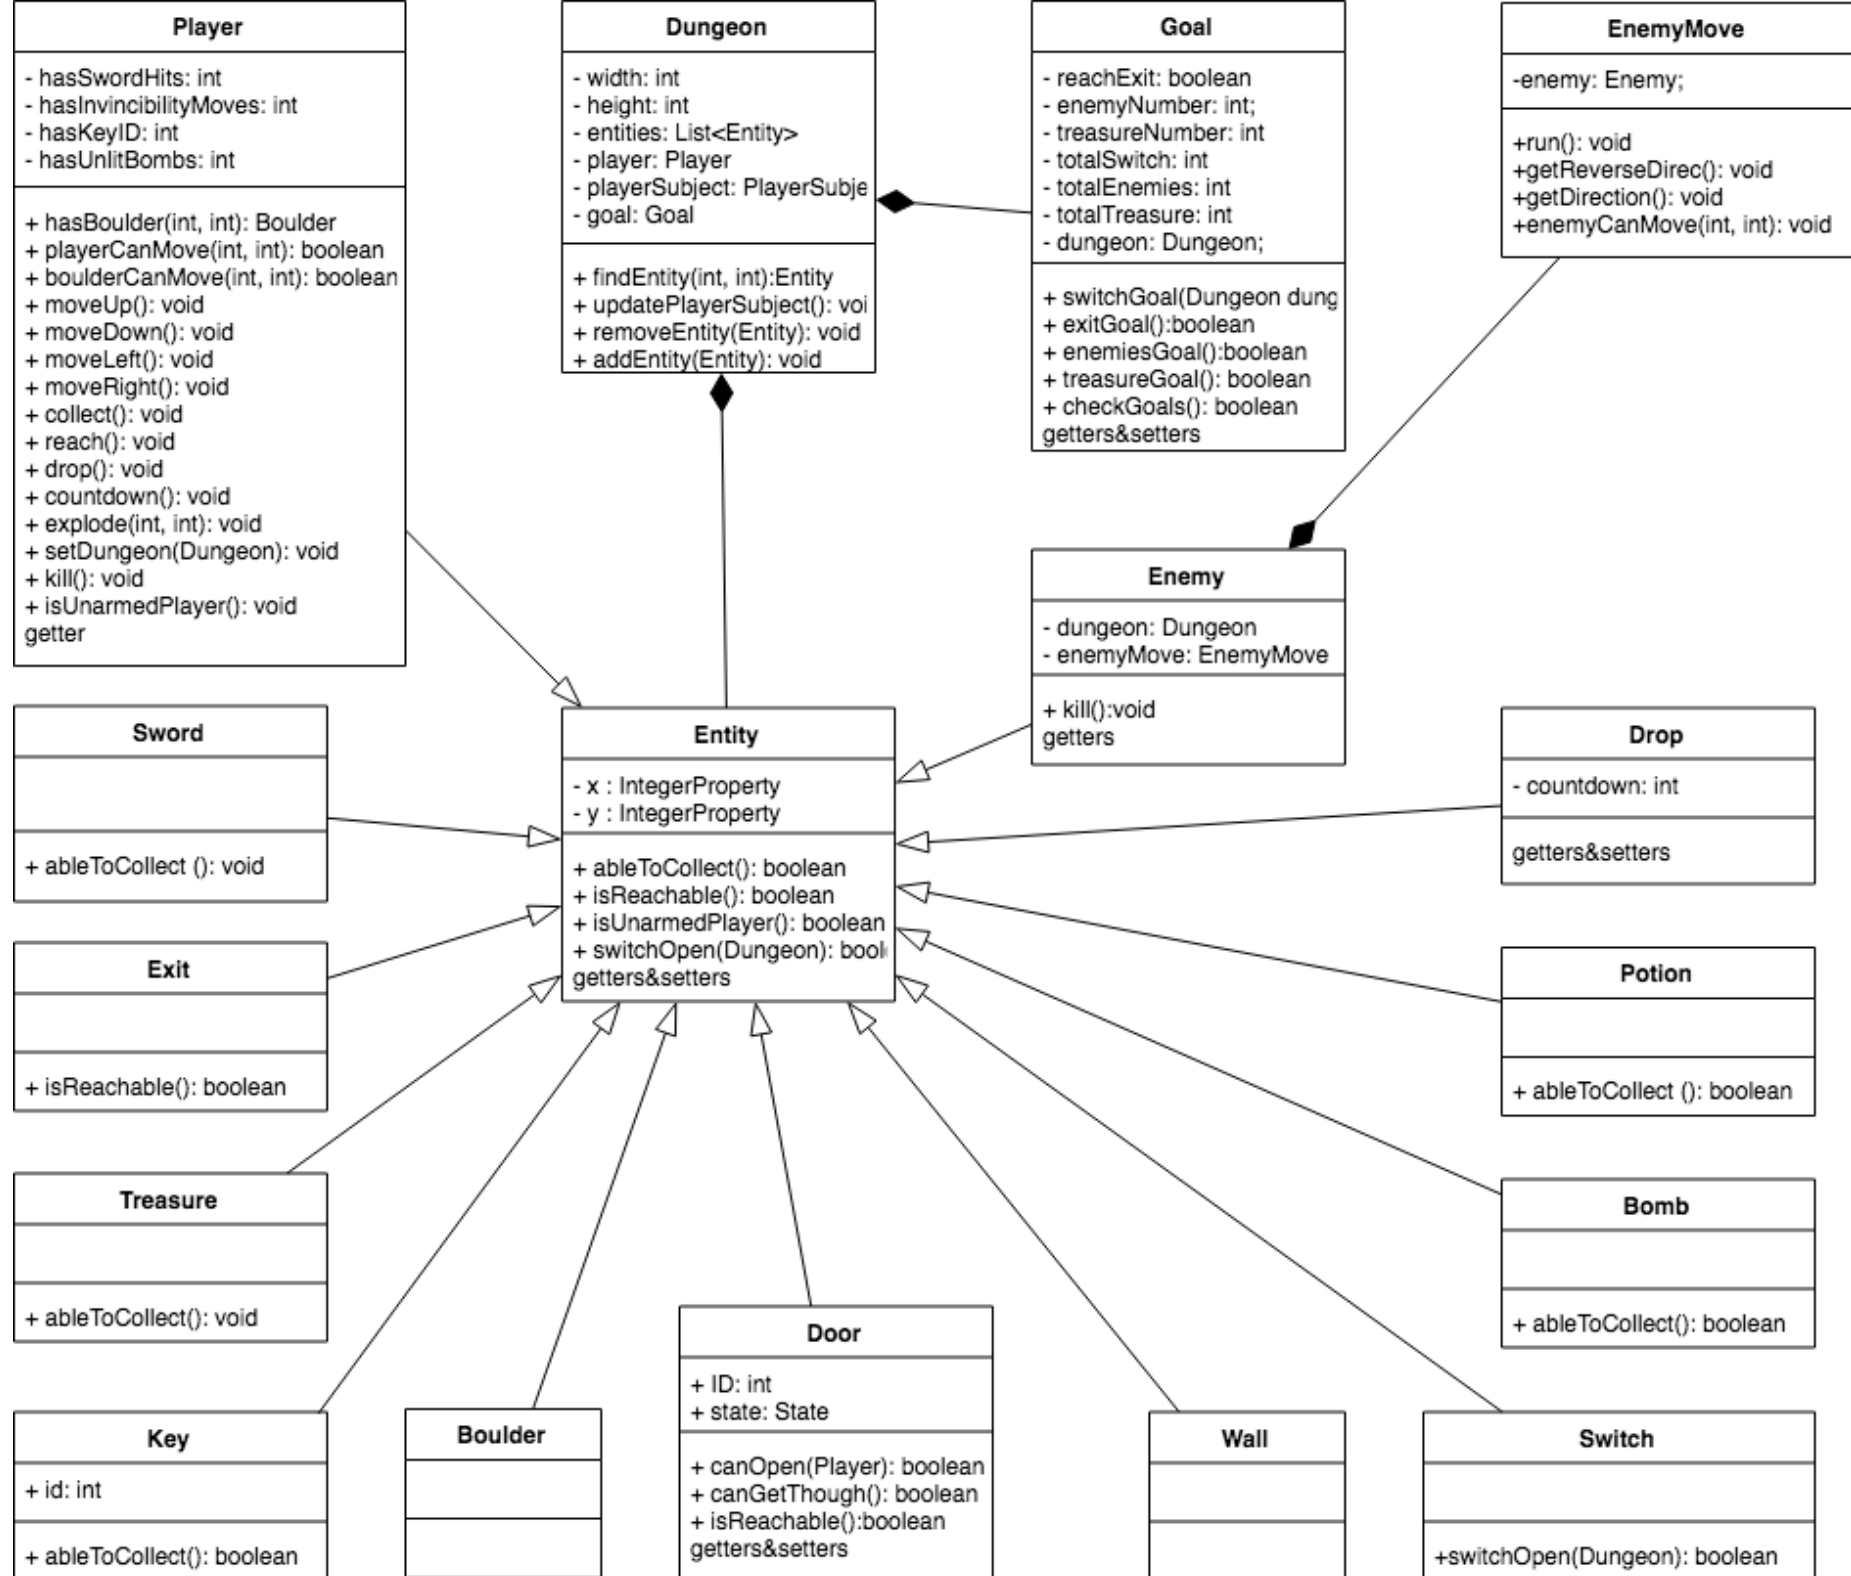 Player
- hasSwordHits: int
- hasInvincibilityMoves: int
- hasKeyID: int
- hasUnlitBombs: int
+ hasBoulder(int, int): Boulder
+ playerCanMove(int, int): boolean
+ boulderCanMove(int, int): boolean
+ moveUp(): void
+ moveDown(): void
+ moveLeft(): void
+ moveRight(): void
+ collect(): void
+ reach(): void
+ drop(): void
+ countdown(): void
+ explode(int, int): void
+ setDungeon(Dungeon): void
+ kill(): void
+ isUnarmedPlayer(): void
getter
Dungeon
- width: int
- height: int
- entities: List<Entity>
- player: Player
- playerSubject: PlayerSubje
- goal: Goal
+ findEntity(int, int):Entity
+ updatePlayerSubject(): voi
+ removeEntity(Entity): void
+ addEntity(Entity): void
Goal
- reachExit: boolean
- enemyNumber: int;
- treasureNumber: int
- totalSwitch: int
- totalEnemies: int
- totalTreasure: int
- dungeon: Dungeon;
+ switchGoal(Dungeon dung
+ exitGoal():boolean
+ enemiesGoal():boolean
+ treasureGoal(): boolean
+ checkGoals(): boolean
getters&setters
EnemyMove
-enemy: Enemy;
+run(): void
+getReverseDirec(): void
+getDirection(): void
+enemyCanMove(int, int): void
Enemy
- dungeon: Dungeon
- enemyMove: EnemyMove
+ kill():void
getters
Sword
+ ableToCollect (): void
Entity
- x : IntegerProperty
- y : IntegerProperty
+ ableToCollect(): boolean
+ isReachable(): boolean
+ isUnarmedPlayer(): boolean
+ switchOpen(Dungeon): bool
getters&setters
Drop
- countdown: int
getters&setters
Exit
+ isReachable(): boolean
Potion
+ ableToCollect (): boolean
Treasure
+ ableToCollect(): void
Bomb
+ ableToCollect(): boolean
Key
+ id: int
+ ableToCollect(): boolean
Boulder
Door
+ ID: int
+ state: State
+ canOpen(Player): boolean
+ canGetThough(): boolean
+ isReachable():boolean
getters&setters
Wall
Switch
+switchOpen(Dungeon): boolean